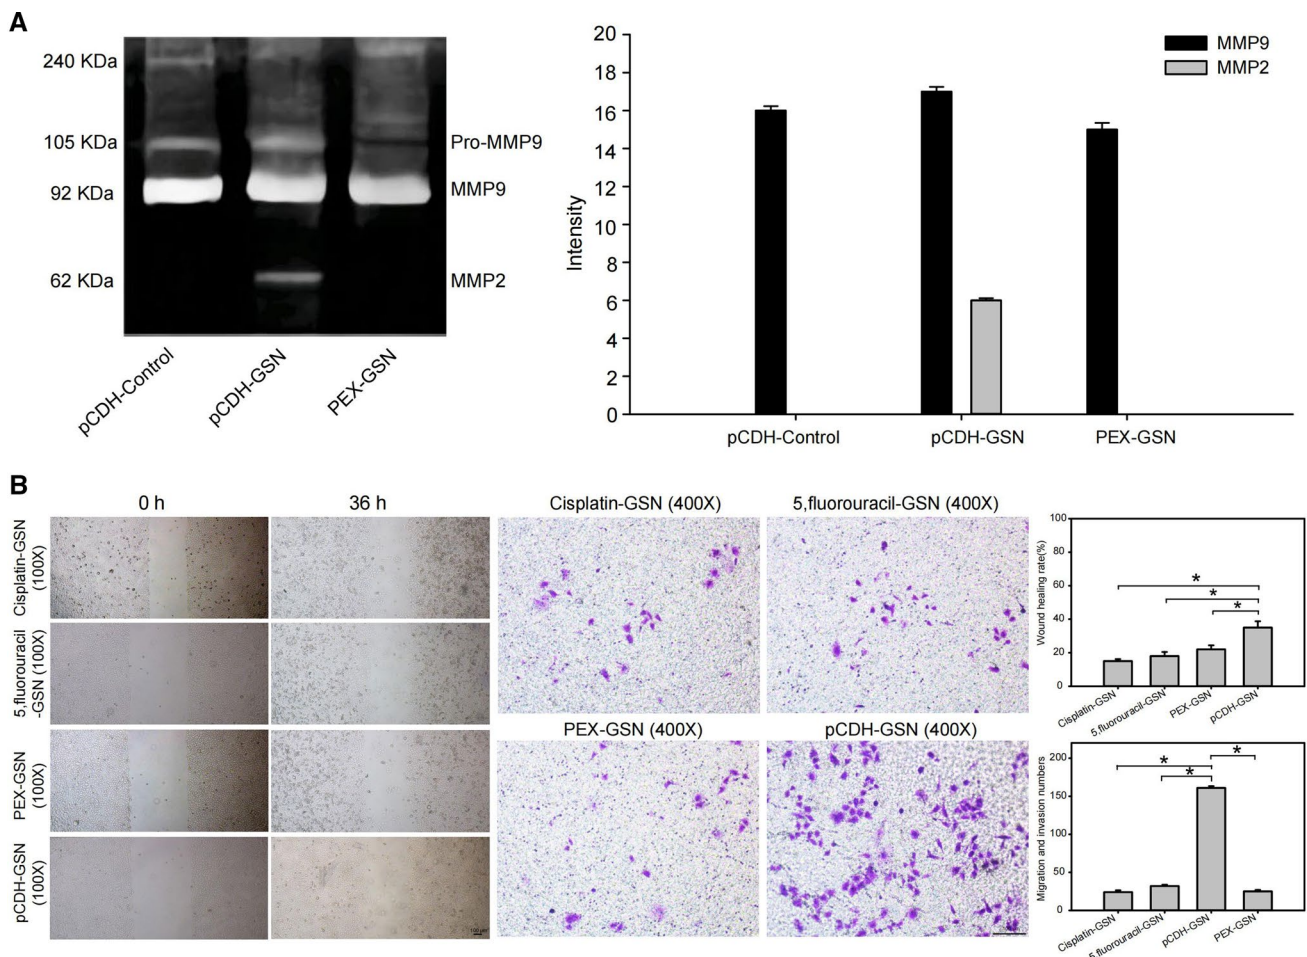 A
240 KDa
105 KDa
92 KDa
62 KDa
Pro-MMP9
MMP9
MMP2
pCDH-Control
pCDH-GSN
PEX-GSN
Intensity
20
18
16
14
12
10
8
6
4
2
0
MMP9
MMP2
pCDH-Control
pCDH-GSN
PEX-GSN
B
0 h
36 h
Cisplatin-GSN
(100X)
5,fluorouracil
-GSN (100X)
PEX-GSN
(100X)
pCDH-GSN
(100X)
Cisplatin-GSN (400X)
5,fluorouracil-GSN (400X)
PEX-GSN (400X)
pCDH-GSN (400X)
Wound healing rate(%)
100
80
60
40
20
0
*
*
*
Cisplatin-GSN
5,fluorouracil-GSN
PEX-GSN
pCDH-GSN
Migration and invasion numbers
200
150
100
50
0
*
*
*
Cisplatin-GSN
5,fluorouracil-GSN
pCDH-GSN
PEX-GSN